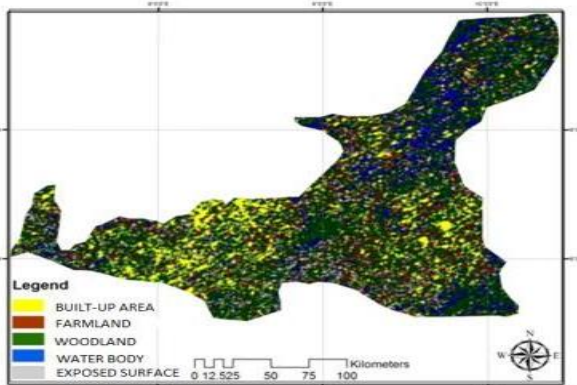 Legend
BUILT-UP AREA
FARMLAND
WOODLAND
WATER BODY
EXPOSED SURFACE
0 12.525 50 75 100
Kilometers
N
W E
S